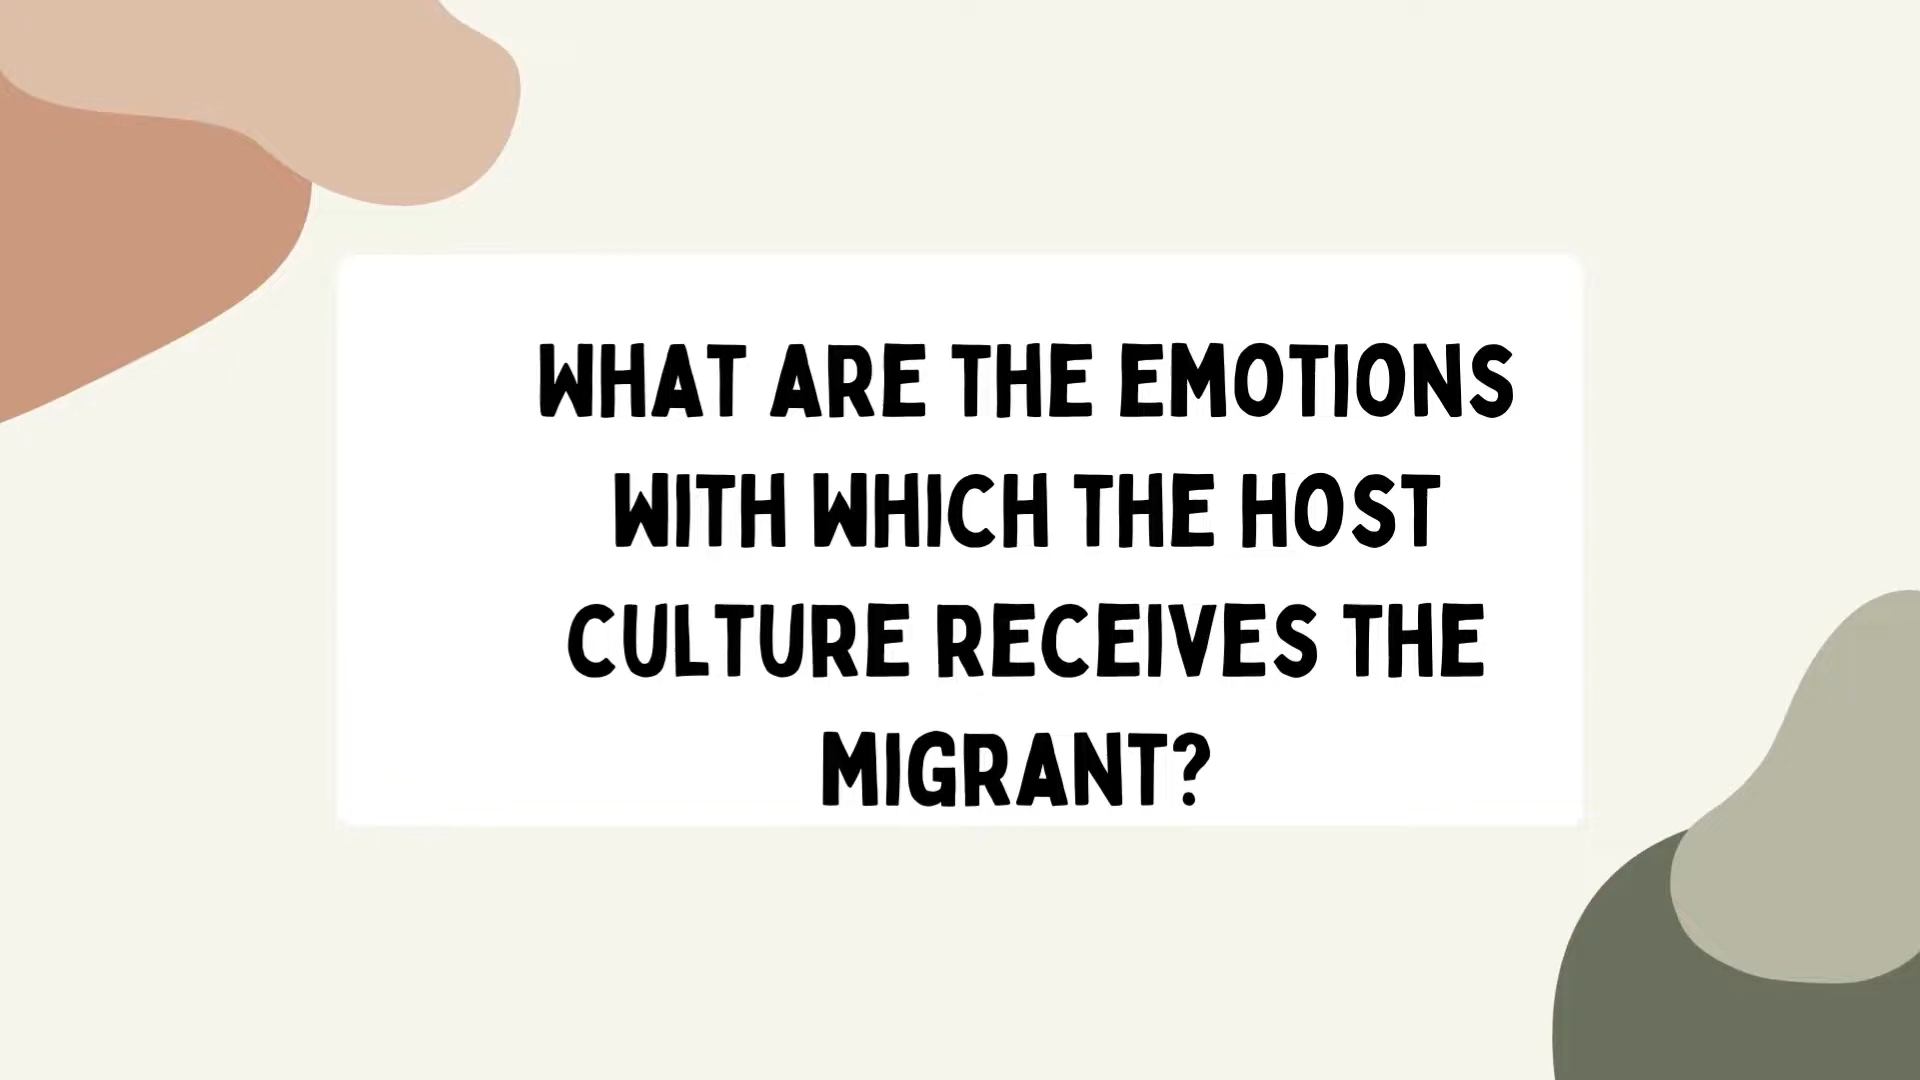 WHAT ARE THE EMOTIONS
WITH WHICH THE HOST
CULTURE RECEIVES THE
MIGRANT?